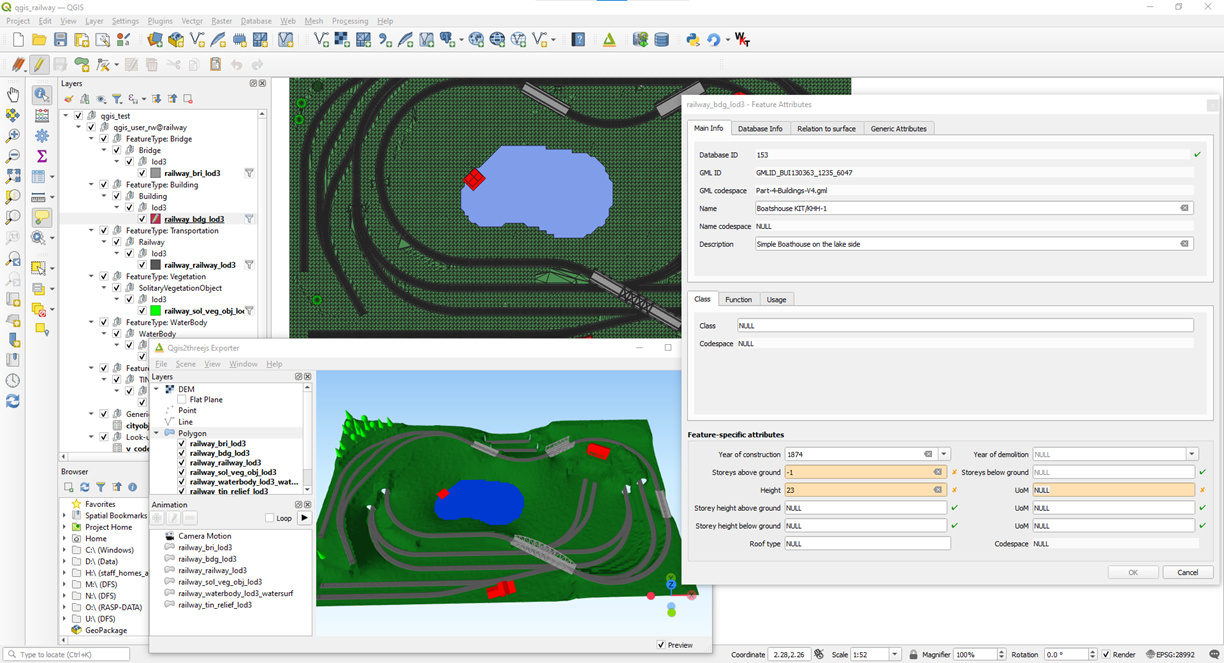 qgis_railway — QGIS
Project Edit View Layer Settings Plugins Vector Raster Database Web Mesh Processing Help
Layers
qgis_test
qgis_user_rw@railway
FeatureType: Bridge
Bridge
lod3
railway_bri_lod3
FeatureType: Building
Building
lod3
railway_bdg_lod3
FeatureType: Transportation
Railway
lod3
railway_railway_lod3
FeatureType: Vegetation
SolitaryVegetationObject
lod3
railway_sol_veg_obj_lo
FeatureType: WaterBody
WaterBody
Featur
TIN
Generic
cityobj
Look-u
v_code
Browser
Favorites
Spatial Bookmarks
Project Home
Home
C:\ (Windows)
D:\ (Data)
H:\ (staff_homes_a
M:\ (DFS)
N:\ (DFS)
O:\ (RASP-DATA)
U:\ (DFS)
GeoPackage
Qgis2threejs Exporter
File Scene View Window Help
Layers
DEM
Flat Plane
Point
Line
Polygon
railway_bri_lod3
railway_bdg_lod3
railway_railway_lod3
railway_sol_veg_obj_lod3
railway_waterbody_lod3_wat...
railway_tin_relief_lod3
Animation
Loop
Camera Motion
railway_bri_lod3
railway_bdg_lod3
railway_railway_lod3
railway_sol_veg_obj_lod3
railway_waterbody_lod3_watersurf
railway_tin_relief_lod3
Z
Preview
railway_bdg_lod3 - Feature Attributes
Main Info Database Info Relation to surface Generic Attributes
Database ID 153
GML ID GMLID_BUI130363_1235_6047
GML codespace Part-4-Buildings-V4.gml
Name Boatshouse KIT/KHH-1
Name codespace NULL
Description Simple Boathouse on the lake side
Class Function Usage
Class NULL
Codespace NULL
Feature-specific attributes
Year of construction 1874 Year of demolition NULL
Storeys above ground -1 Storeys below ground NULL
Height 23 UoM NULL
Storey height above ground NULL UoM NULL
Storey height below ground NULL UoM NULL
Roof type NULL Codespace NULL
OK Cancel
Type to locate (Ctrl+K) Coordinate 2.28,2.26 Scale 1:52 Magnifier 100% Rotation 0.0 ° Render EPSG:28992